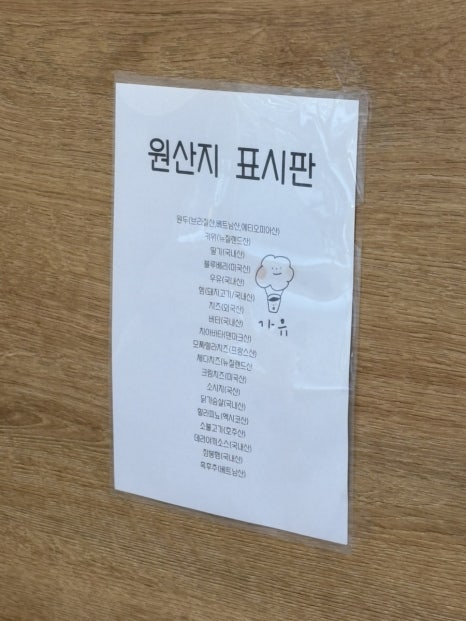 원산지 표시판
원두(브라질산,베트남산,에티오피아산)
키위(뉴질랜드산)
딸기(국내산)
블루베리(미국산)
우유(국내산)
햄(돼지고기/국내산)
치즈(외국산)
버터(국내산)
치아바타(덴마크산)
모짜렐라치즈(프랑스산)
체다치즈(뉴질랜드산
크림치즈(미국산)
소시지(국산)
닭가슴살(국내산)
할라피뇨(멕시코산)
소불고기(호주산)
데리야끼소스(국내산)
짬뽕햄(국내산)
흑후추(베트남산)
가유